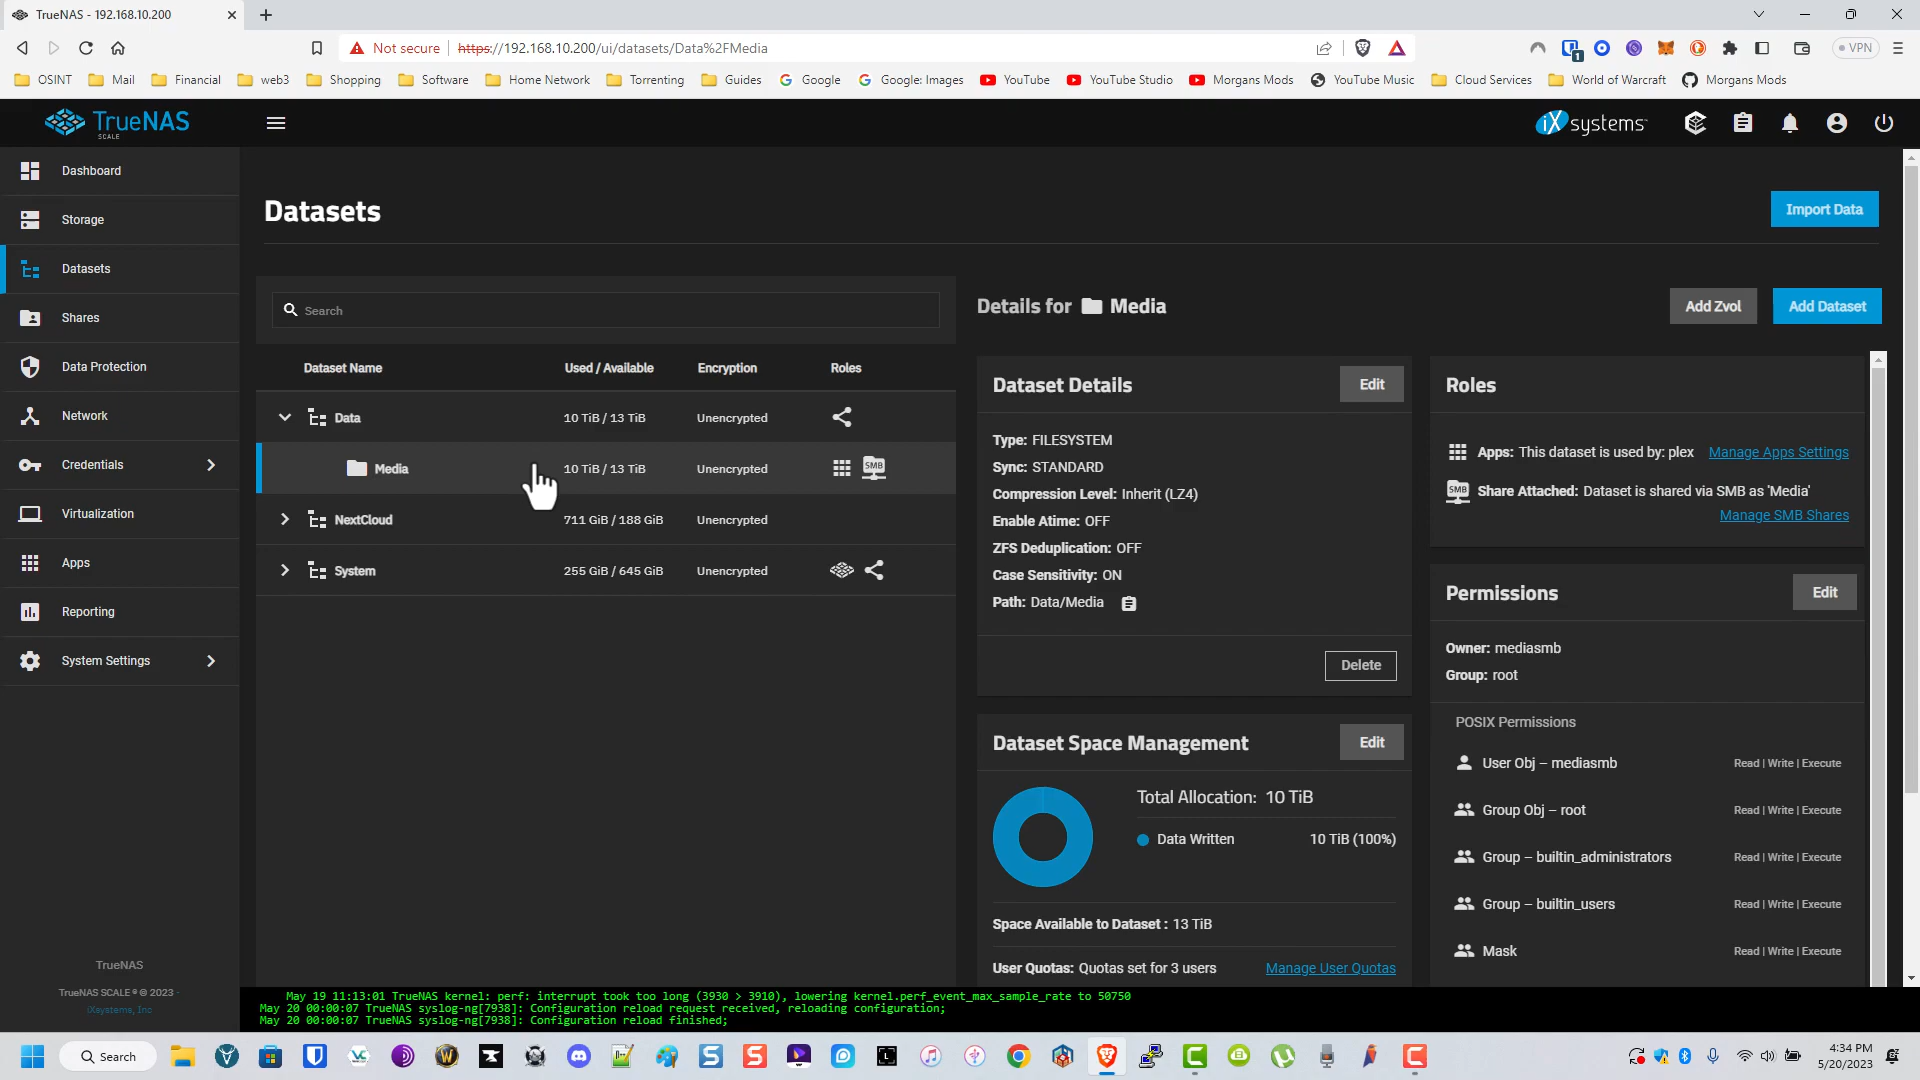 TrueNAS - 192.168.10.200
Not secure https://192.168.10.200/ui/datasets/Data%2FMedia
1
VPN
OSINT Mail Financial web3 Shopping Software Home Network Torrenting Guides Google Google: Images YouTube YouTube Studio Morgans Mods YouTube Music Cloud Services World of Warcraft Morgans Mods
TrueNAS
SCALE
iXsystems
Dashboard
Storage
Datasets
Shares
Data Protection
Network
Credentials
Virtualization
Apps
Reporting
System Settings
TrueNAS
TrueNAS SCALE ® © 2023 -
iXsystems, Inc
Datasets
Import Data
Search
Dataset Name Used / Available Encryption Roles
Data 10 TiB / 13 TiB Unencrypted
Media 10 TiB / 13 TiB Unencrypted SMB
NextCloud 711 GiB / 188 GiB Unencrypted
System 255 GiB / 645 GiB Unencrypted
Details for Media
Add Zvol
Add Dataset
Dataset Details
Edit
Type: FILESYSTEM
Sync: STANDARD
Compression Level: Inherit (LZ4)
Enable Atime: OFF
ZFS Deduplication: OFF
Case Sensitivity: ON
Path: Data/Media
Delete
Dataset Space Management
Edit
Total Allocation: 10 TiB
Data Written 10 TiB (100%)
Space Available to Dataset : 13 TiB
User Quotas: Quotas set for 3 users Manage User Quotas
Roles
Apps: This dataset is used by: plex Manage Apps Settings
SMB Share Attached: Dataset is shared via SMB as 'Media'
Manage SMB Shares
Permissions
Edit
Owner: mediasmb
Group: root
POSIX Permissions
User Obj – mediasmb Read | Write | Execute
Group Obj – root Read | Write | Execute
Group – builtin_administrators Read | Write | Execute
Group – builtin_users Read | Write | Execute
Mask Read | Write | Execute
May 19 11:13:01 TrueNAS kernel: perf: interrupt took too long (3930 > 3910), lowering kernel.perf_event_max_sample_rate to 50750
May 20 00:00:07 TrueNAS syslog-ng[7938]: Configuration reload request received, reloading configuration;
May 20 00:00:07 TrueNAS syslog-ng[7938]: Configuration reload finished;
Search
4:34 PM
5/20/2023